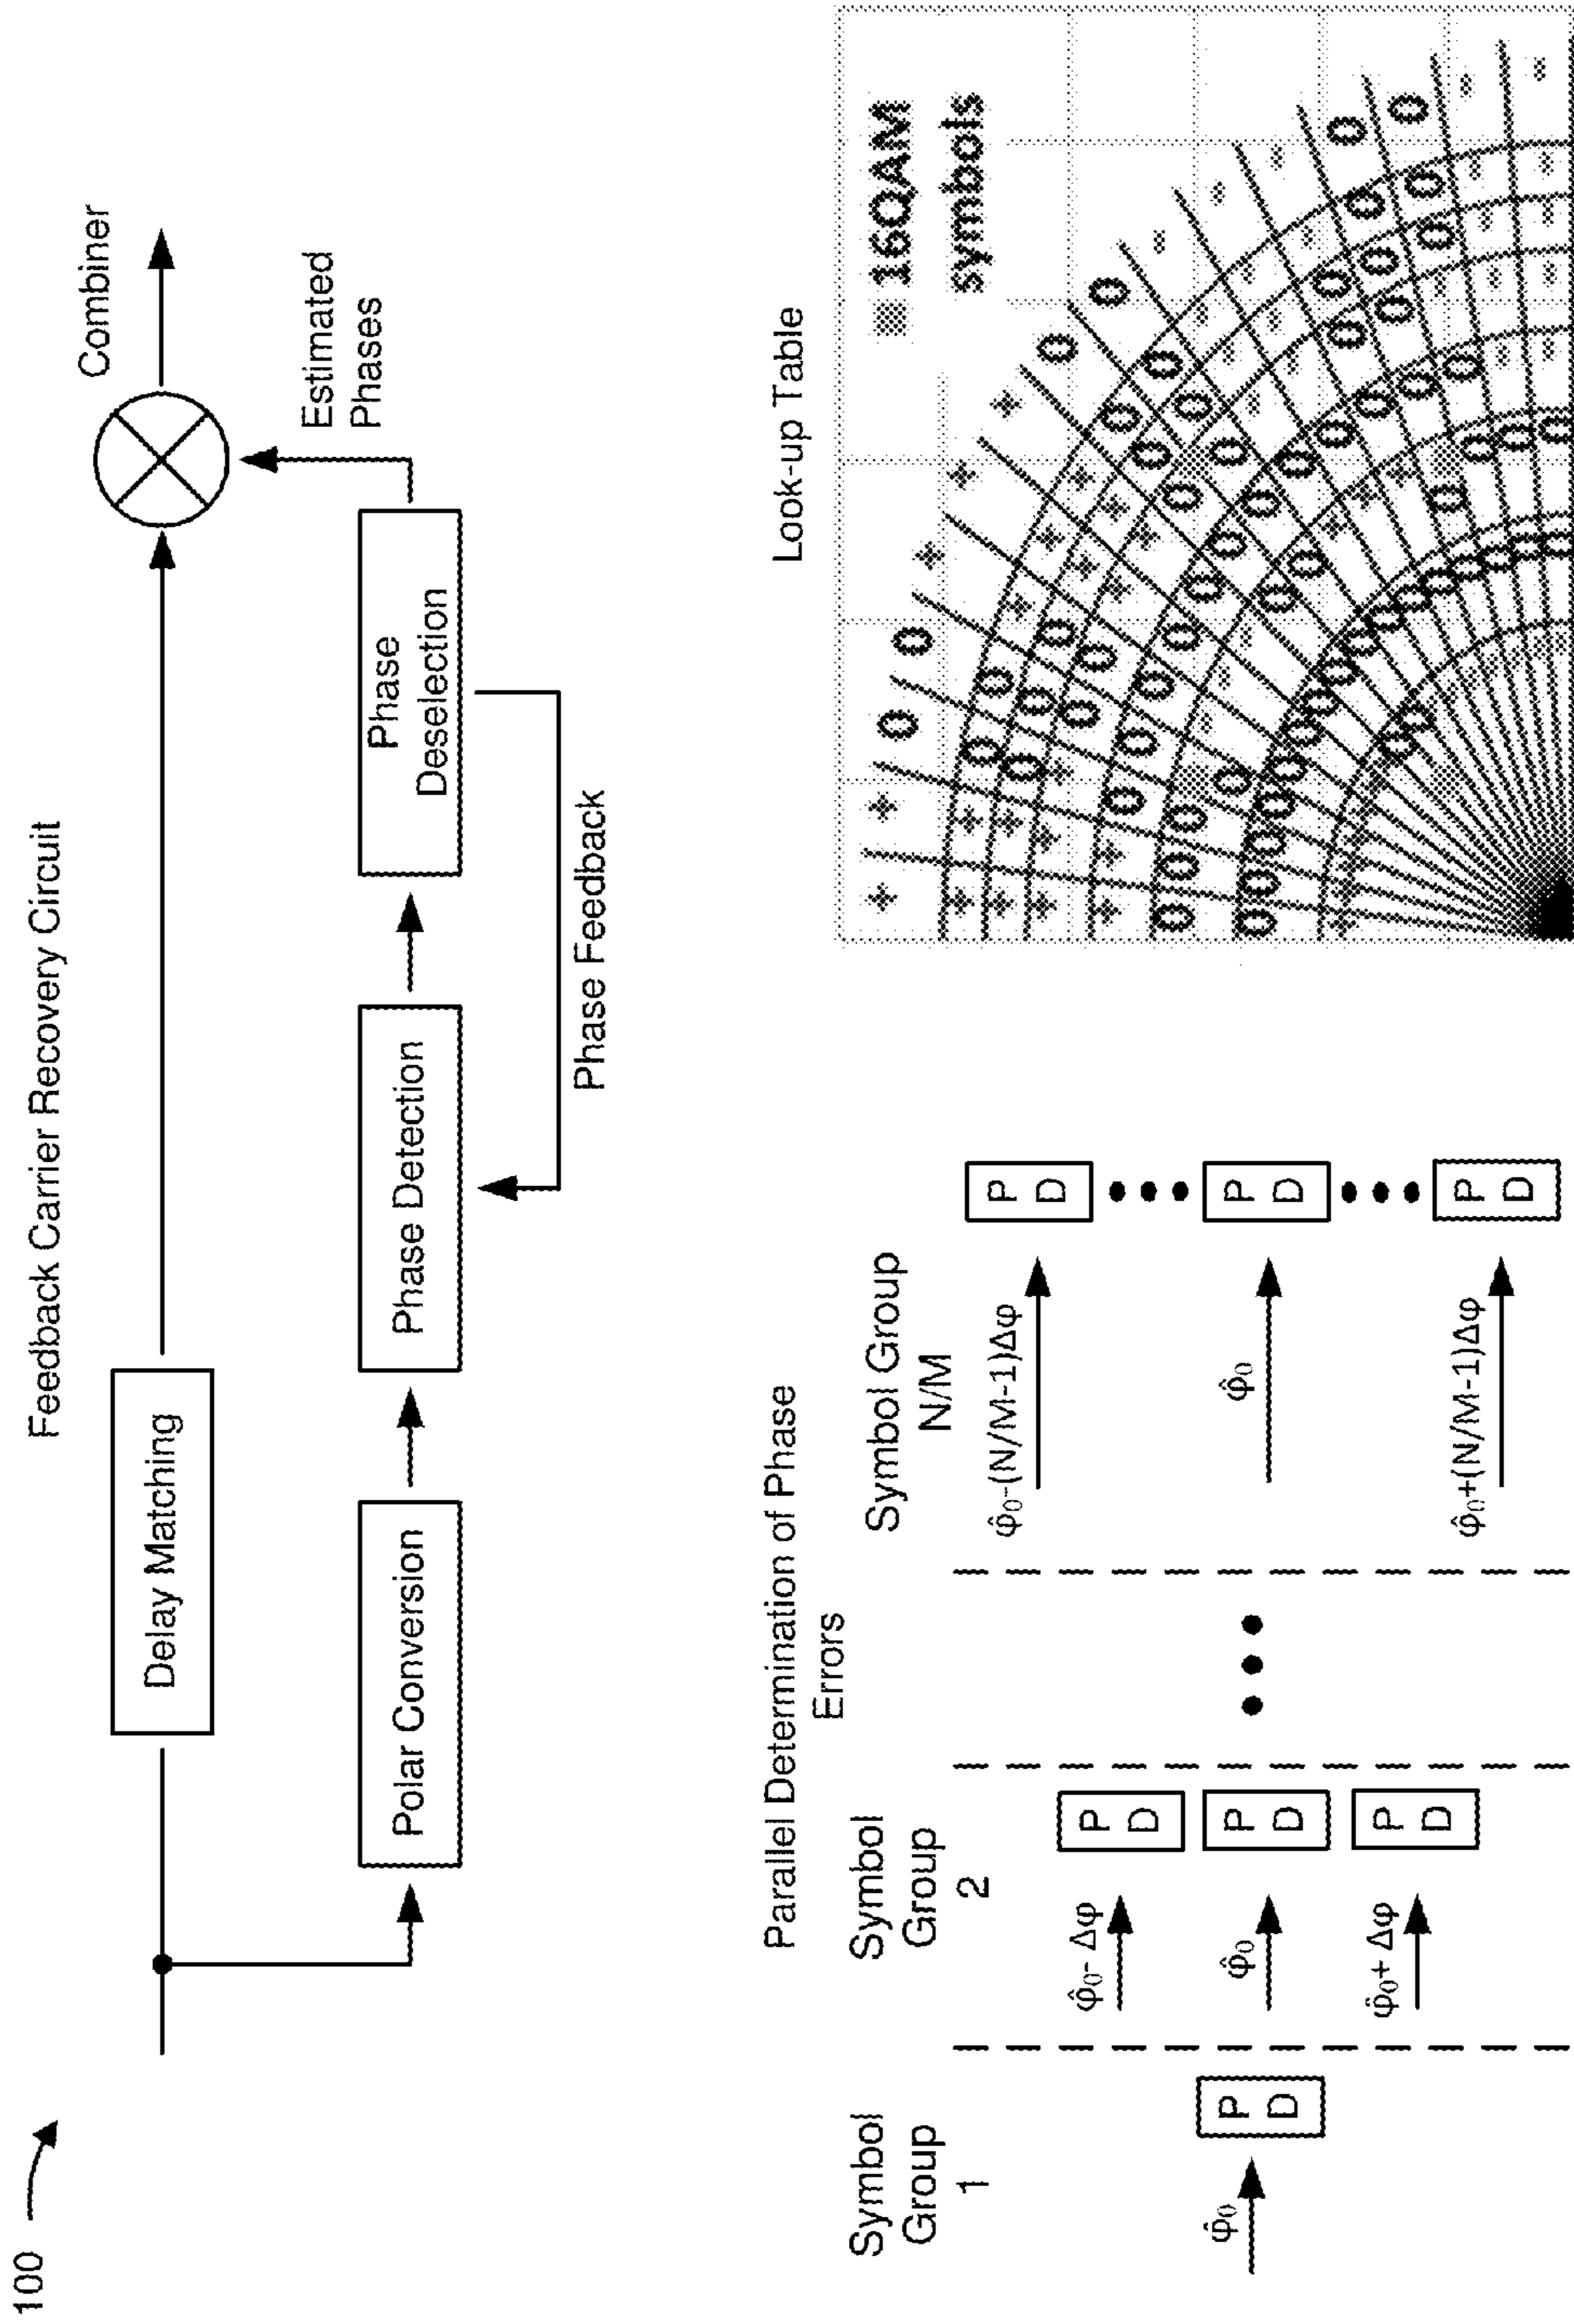 100
Feedback Carrier Recovery Circuit
Delay Matching
Combiner
Polar Conversion
Phase Detection
Phase
Deselection
Estimated
Phases
Phase Feedback
Parallel Determination of Phase
Errors
Symbol
Group
1
φ̂₀
P
D
Symbol
Group
2
φ̂₀- Δφ
P
D
φ̂₀
P
D
φ̂₀+ Δφ
P
D
Symbol Group
N/M
φ̂₀-(N/M-1)Δφ
P
D
φ̂₀
P
D
φ̂₀+(N/M-1)Δφ
P
D
Look-up Table
16QAM
symbols